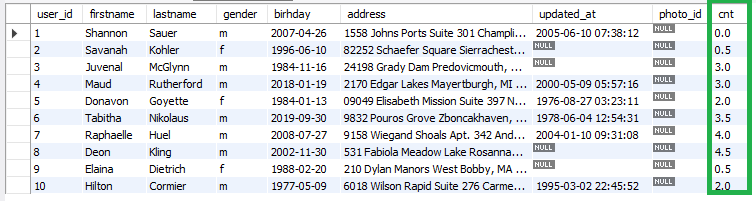 user_id firstname lastname gender birhday address updated_at photo_id cnt
1 Shannon Sauer m 2007-04-26 1558 Johns Ports Suite 301 Champli... 2005-06-10 07:38:12 NULL 0.0
2 Savanah Kohler f 1996-06-10 82252 Schaefer Square Sierrachest... NULL NULL 0.5
3 Juvenal McGlynn m 1984-11-16 24198 Grady Dam Predovicmouth, ... NULL NULL 3.0
4 Maud Rutherford m 2018-01-19 2170 Edgar Lakes Mayertburgh, MI ... 2000-05-09 05:57:16 NULL 3.0
5 Donavon Goyette f 1984-01-13 09049 Elisabeth Mission Suite 397 N... 1976-08-27 03:23:11 NULL 2.0
6 Tabitha Nikolaus m 2019-09-30 9832 Pouros Grove Zboncakhaven, ... 1978-06-04 12:54:31 NULL 3.5
7 Raphaelle Huel m 2008-07-27 9158 Wiegand Shoals Apt. 342 And... 2004-01-10 09:31:08 NULL 4.0
8 Deon Kling m 2002-11-30 531 Fabiola Meadow Lake Rosanna... NULL NULL 4.5
9 Elaina Dietrich f 1988-02-20 210 Dylan Manors West Bobby, MA ... NULL NULL 0.5
10 Hilton Cormier m 1977-05-09 6018 Wilson Rapid Suite 276 Carme... 1995-03-02 22:45:52 NULL 2.0